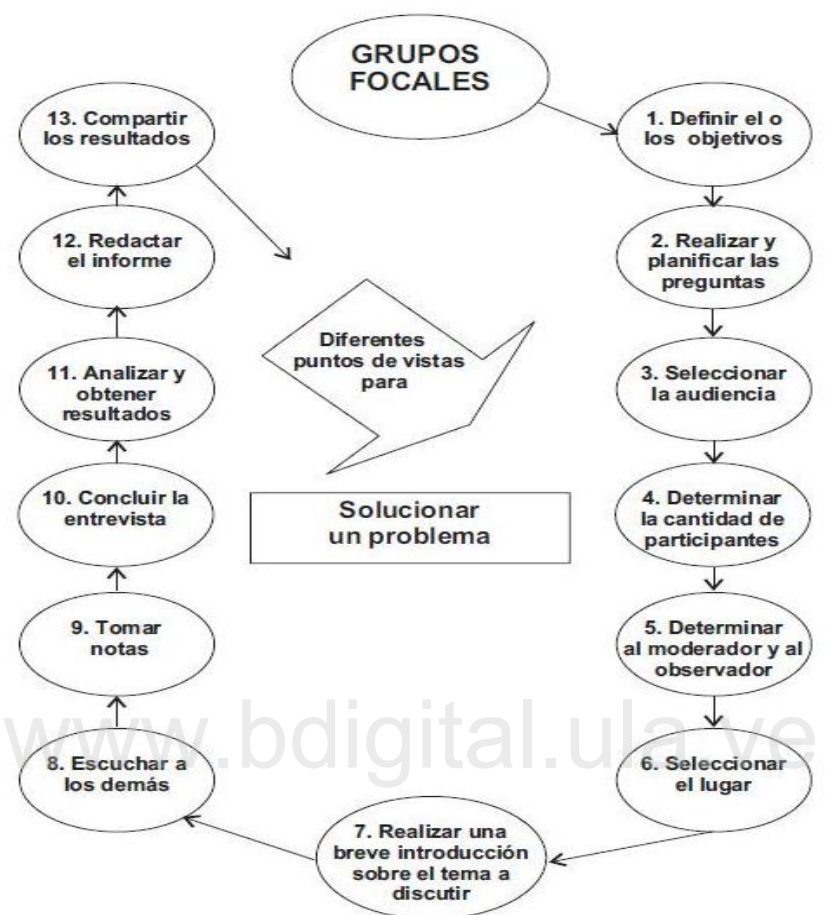 GRUPOS
FOCALES
1. Definir el o
los objetivos
2. Realizar y
planificar las
preguntas
3. Seleccionar
la audiencia
4. Determinar
la cantidad de
participantes
5. Determinar
al moderador y al
observador
6. Seleccionar
el lugar
7. Realizar una
breve introducción
sobre el tema a
discutir
8. Escuchar a
los demás
9. Tomar
notas
10. Concluir la
entrevista
11. Analizar y
obtener
resultados
12. Redactar
el informe
13. Compartir
los resultados
Diferentes
puntos de vistas
para
Solucionar
un problema
www.bdigital.ula.ve